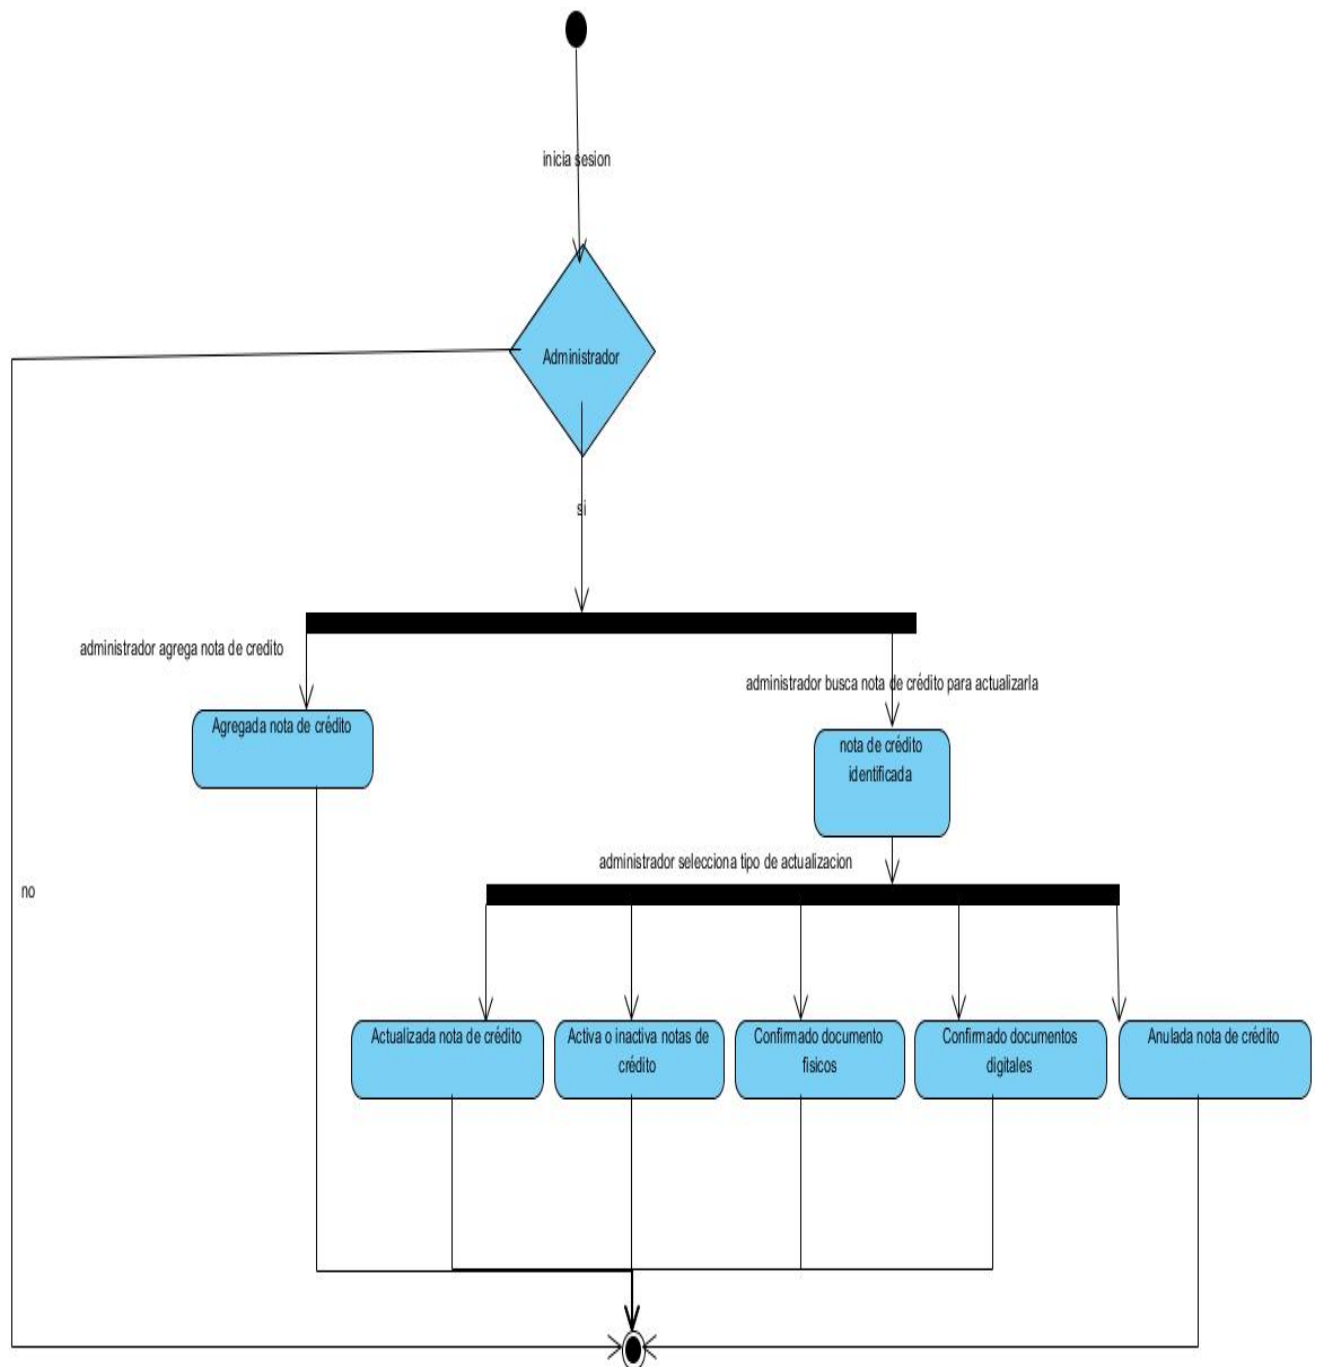 inicia sesion
Administrador
si
administrador agrega nota de credito
administrador busca nota de crédito para actualizarla
Agregada nota de crédito
nota de crédito
identificada
administrador selecciona tipo de actualizacion
no
Actualizada nota de crédito
Activa o inactiva notas de
crédito
Confirmado documento
fisicos
Confirmado documentos
digitales
Anulada nota de crédito